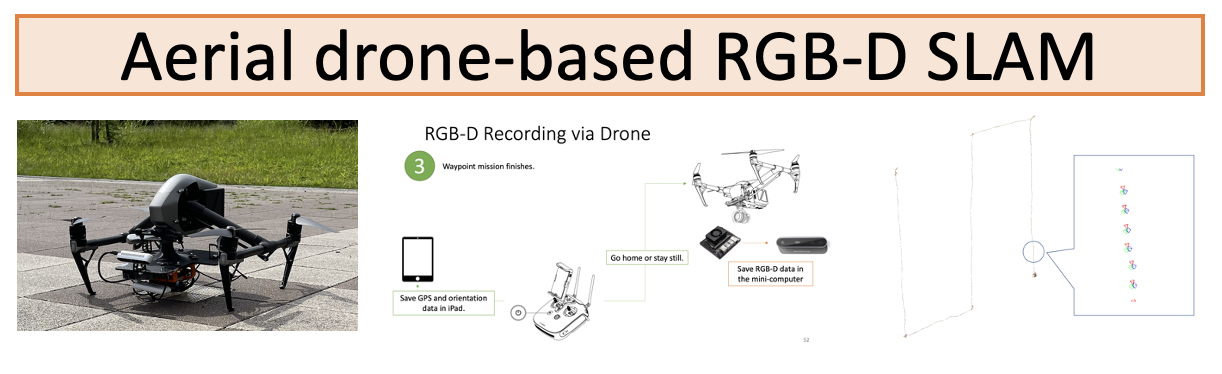 Aerial drone-based RGB-D SLAM
RGB-D Recording via Drone
3
Waypoint mission finishes.
Go home or stay still.
Save RGB-D data in
the mini-computer
Save GPS and orientation
data in iPad.
52